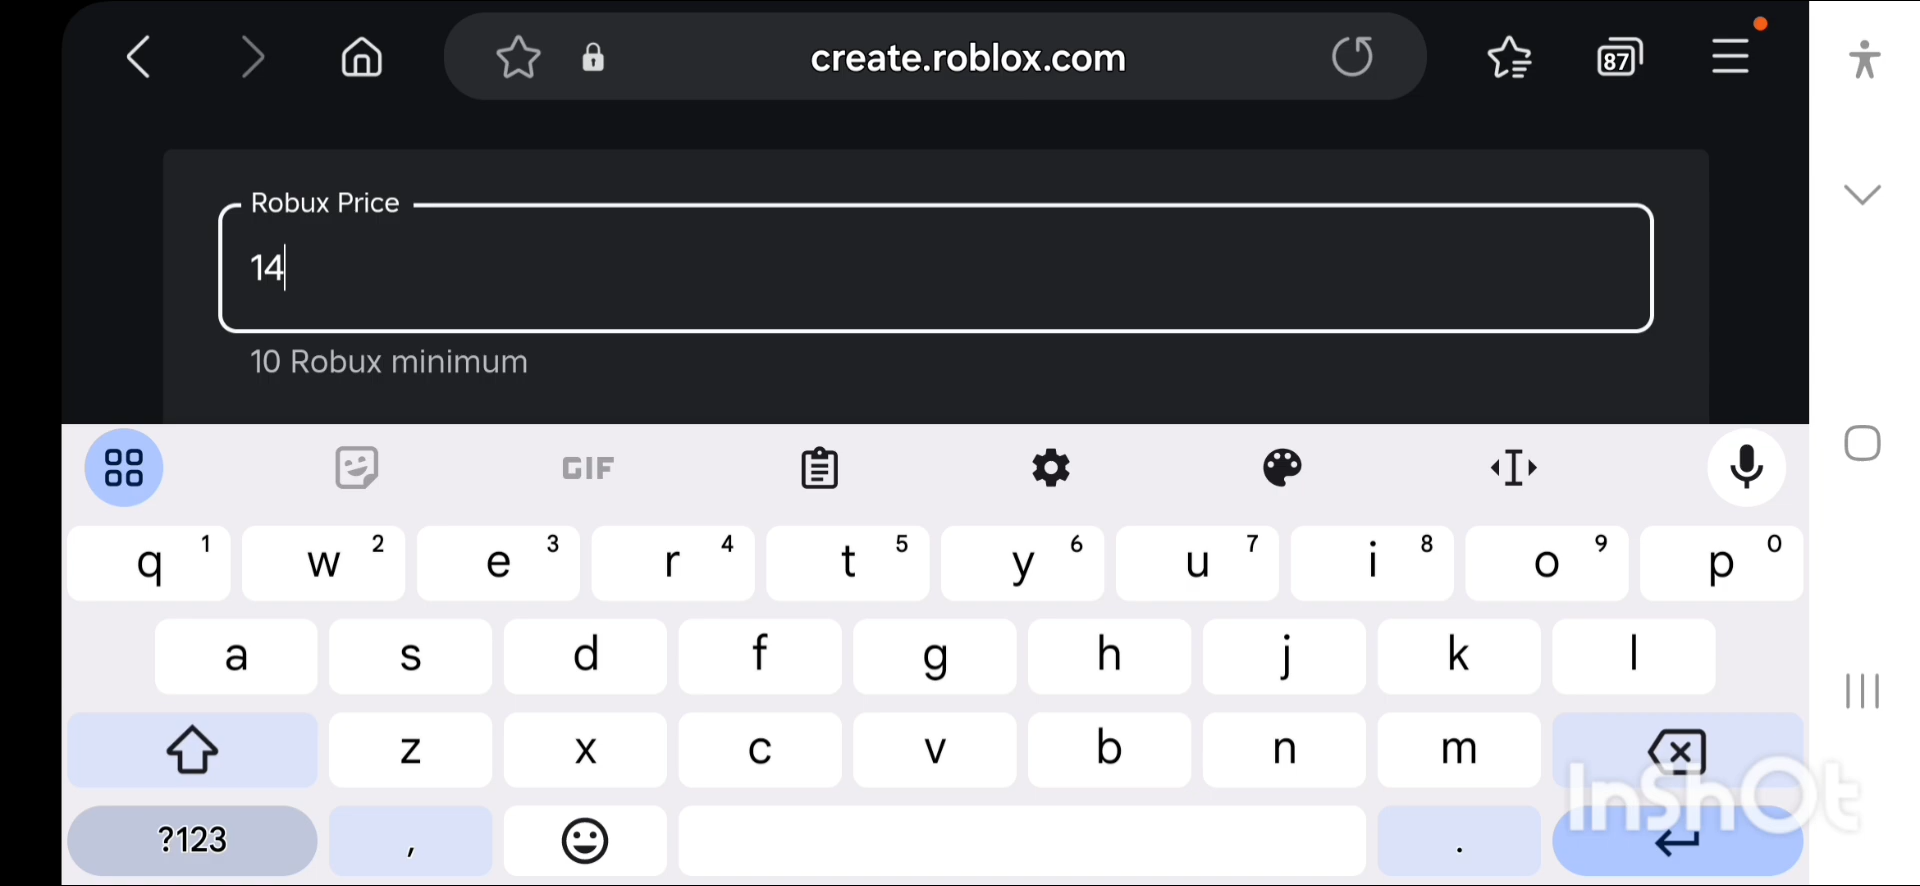 create.roblox.com
87
Robux Price
14
10 Robux minimum
GIF
q 1 w 2 e 3 r 4 t 5 y 6 u 7 i 8 o 9 p 0
a s d f g h j k l
z x c v b n m
?123 , .
InShOt